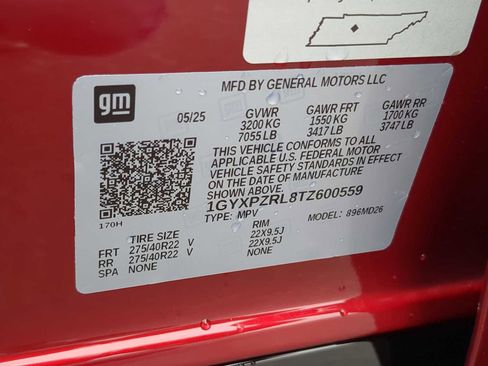 gm
MFD BY GENERAL MOTORS LLC
05/25 GVWR GAWR FRT GAWR RR
3200 KG 1550 KG 1700 KG
7055 LB 3417 LB 3747 LB
THIS VEHICLE CONFORMS TO ALL
APPLICABLE U.S. FEDERAL MOTOR
VEHICLE SAFETY STANDARDS IN EFFECT
ON THE DATE OF MANUFACTURE
SHOWN ABOVE.
1GYXPZRL8TZ600559
170H TYPE: MPV MODEL: 896MD26
TIRE SIZE RIM
FRT 275/40R22 V 22X9.5J
RR 275/40R22 V 22X9.5J
SPA NONE NONE